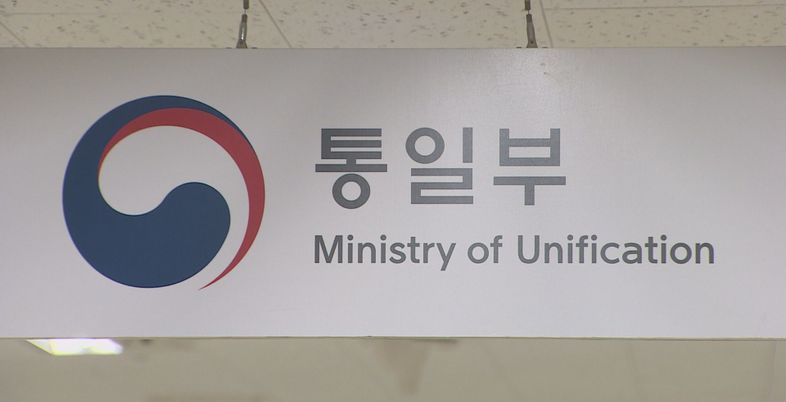 통일부
Ministry of Unification